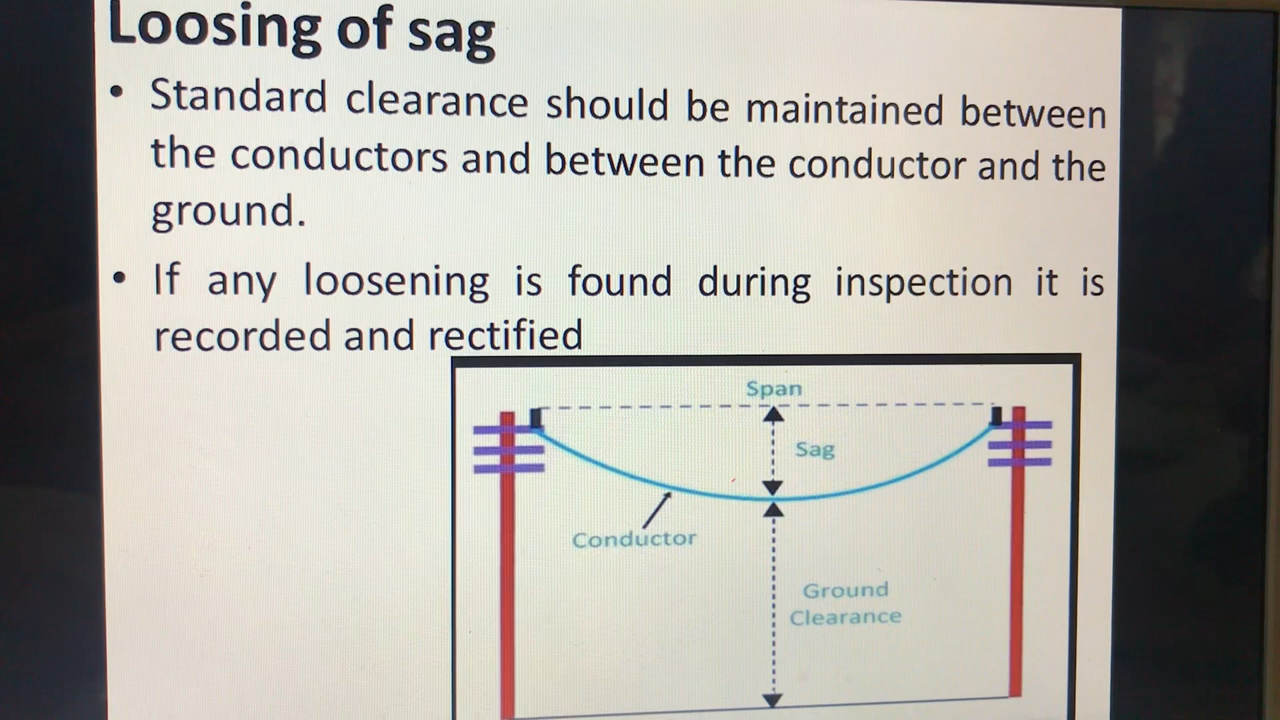 Loosing of sag
• Standard clearance should be maintained between
the conductors and between the conductor and the
ground.
• If any loosening is found during inspection it is
recorded and rectified
Span
Sag
Conductor
Ground
Clearance